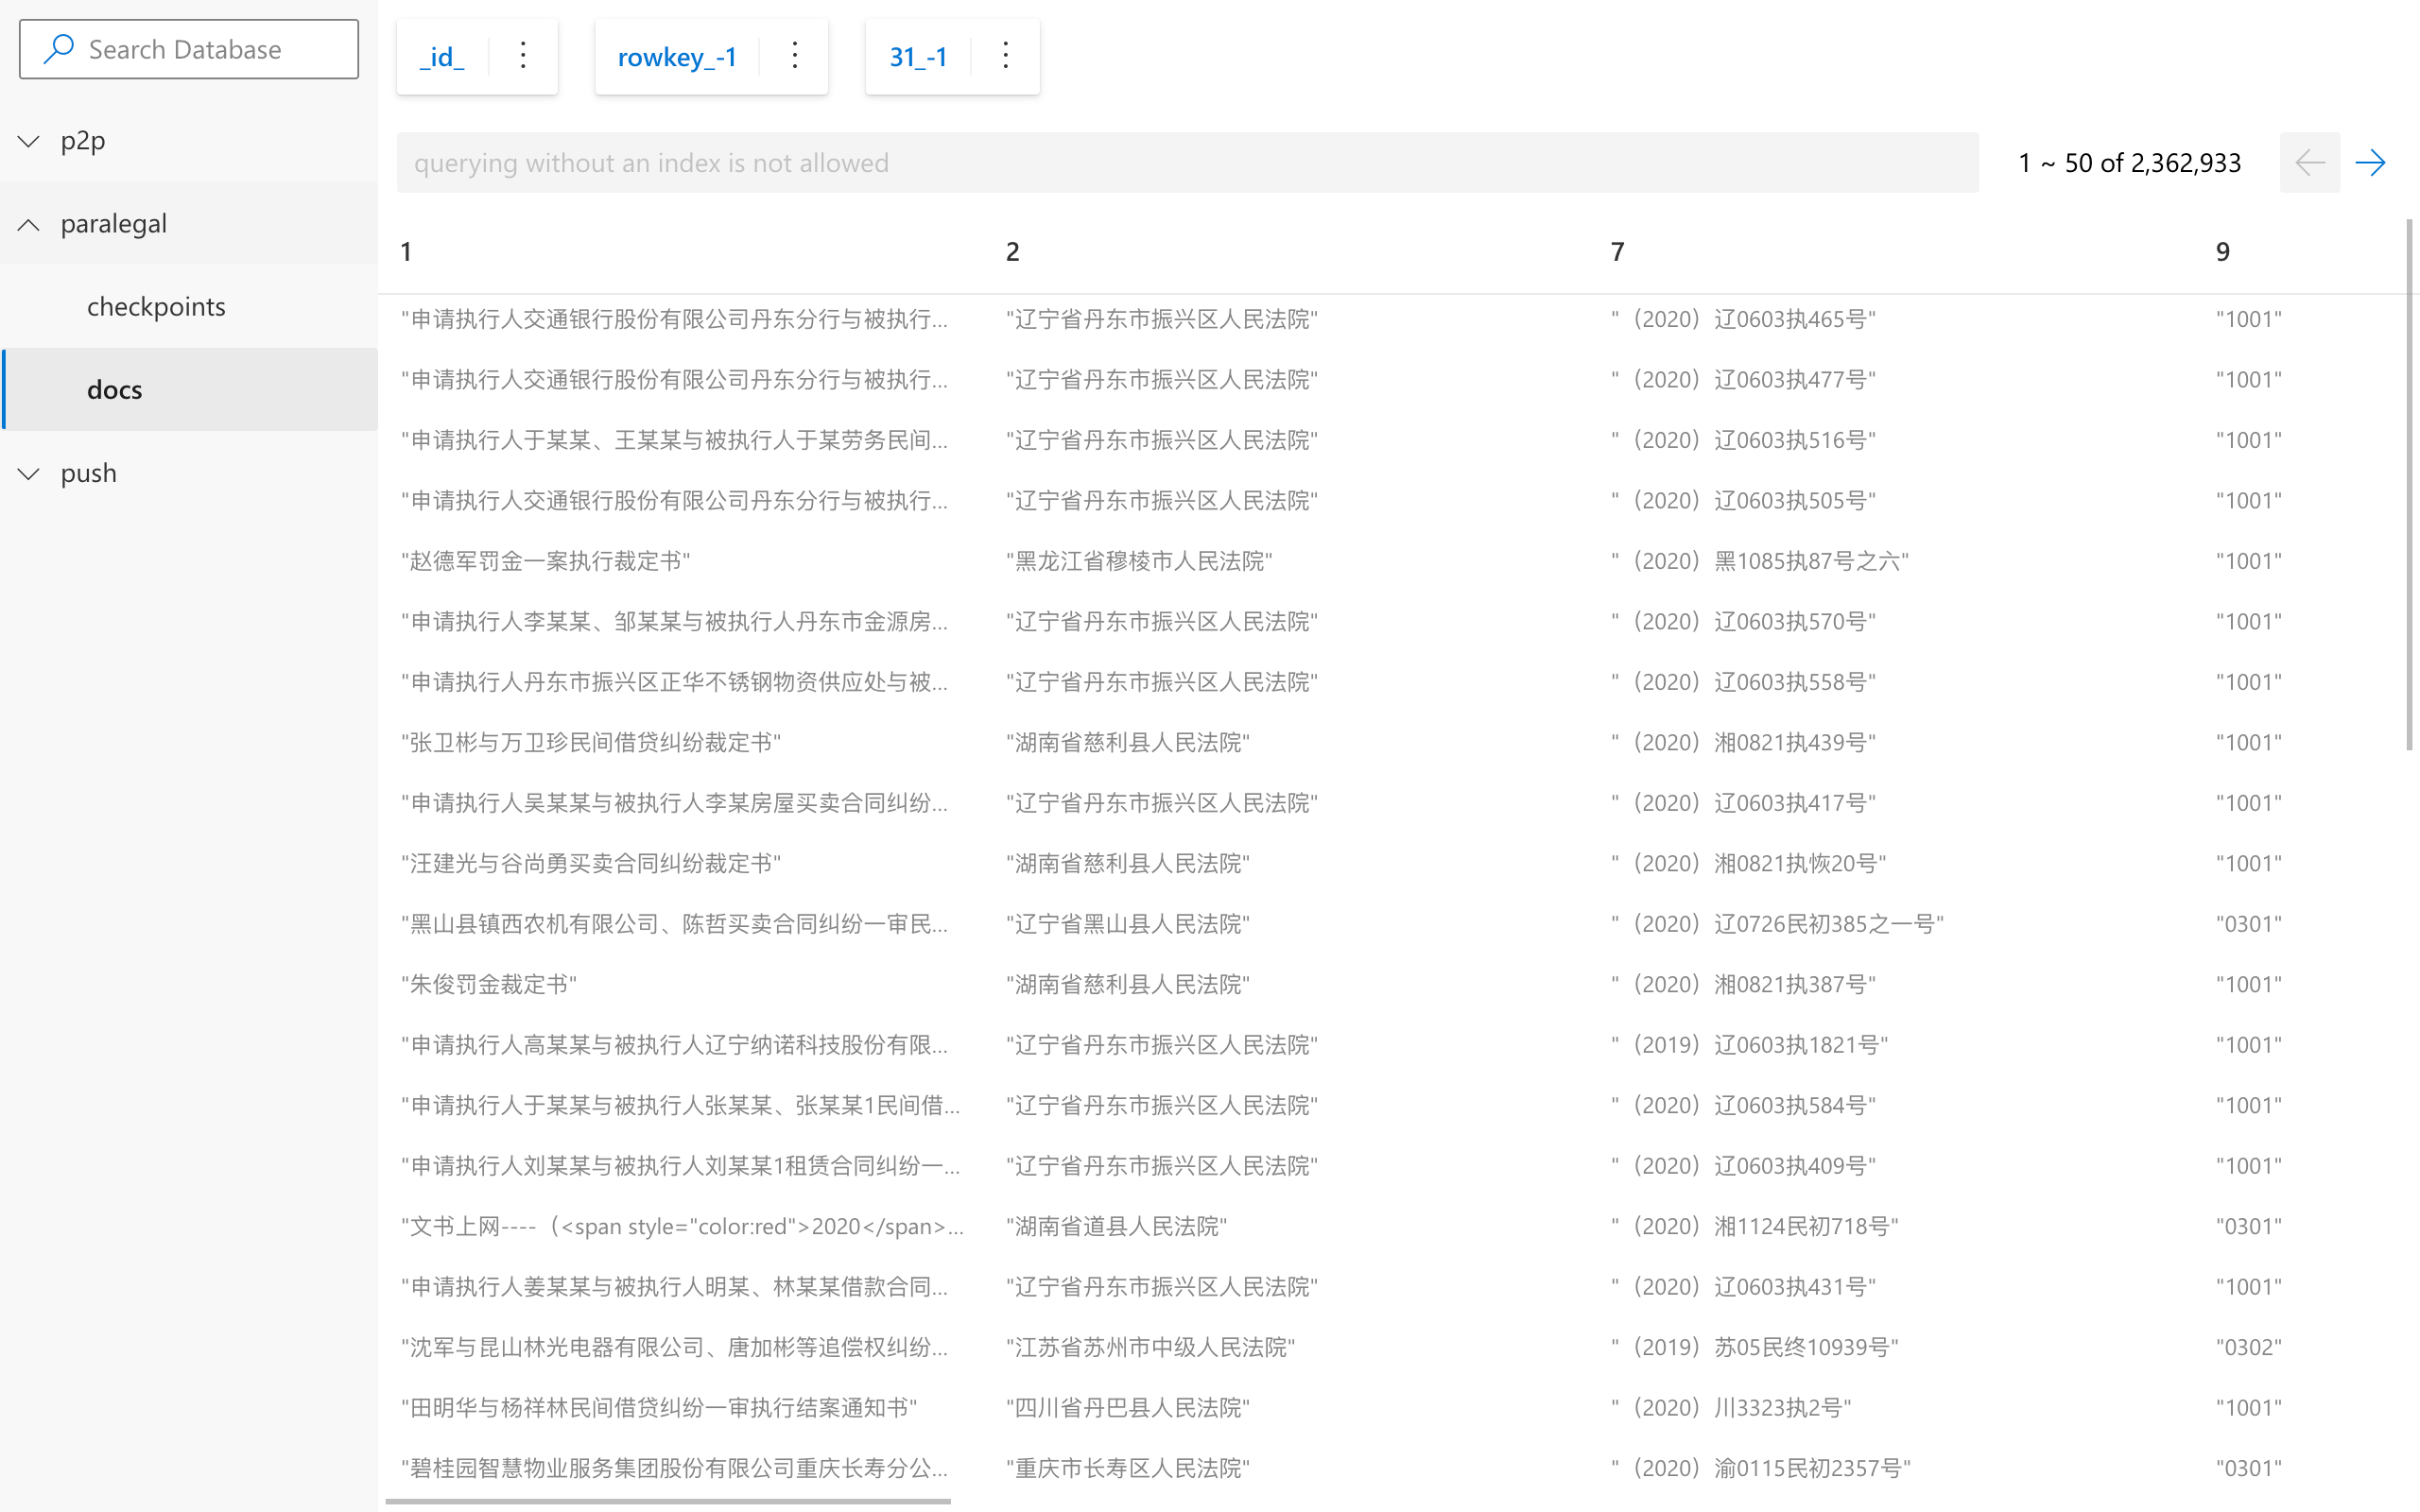 Search Database
p2p
paralegal
checkpoints
docs
push
_id_ ⋮ rowkey_-1 ⋮ 31_-1 ⋮
querying without an index is not allowed 1 ~ 50 of 2,362,933
1 2 7 9
"申请执行人交通银行股份有限公司丹东分行与被执行... "辽宁省丹东市振兴区人民法院" "（2020）辽0603执465号" "1001"
"申请执行人交通银行股份有限公司丹东分行与被执行... "辽宁省丹东市振兴区人民法院" "（2020）辽0603执477号" "1001"
"申请执行人于某某、王某某与被执行人于某劳务民间... "辽宁省丹东市振兴区人民法院" "（2020）辽0603执516号" "1001"
"申请执行人交通银行股份有限公司丹东分行与被执行... "辽宁省丹东市振兴区人民法院" "（2020）辽0603执505号" "1001"
"赵德军罚金一案执行裁定书" "黑龙江省穆棱市人民法院" "（2020）黑1085执87号之六" "1001"
"申请执行人李某某、邹某某与被执行人丹东市金源房... "辽宁省丹东市振兴区人民法院" "（2020）辽0603执570号" "1001"
"申请执行人丹东市振兴区正华不锈钢物资供应处与被... "辽宁省丹东市振兴区人民法院" "（2020）辽0603执558号" "1001"
"张卫彬与万卫珍民间借贷纠纷裁定书" "湖南省慈利县人民法院" "（2020）湘0821执439号" "1001"
"申请执行人吴某某与被执行人李某房屋买卖合同纠纷... "辽宁省丹东市振兴区人民法院" "（2020）辽0603执417号" "1001"
"汪建光与谷尚勇买卖合同纠纷裁定书" "湖南省慈利县人民法院" "（2020）湘0821执恢20号" "1001"
"黑山县镇西农机有限公司、陈哲买卖合同纠纷一审民... "辽宁省黑山县人民法院" "（2020）辽0726民初385之一号" "0301"
"朱俊罚金裁定书" "湖南省慈利县人民法院" "（2020）湘0821执387号" "1001"
"申请执行人高某某与被执行人辽宁纳诺科技股份有限... "辽宁省丹东市振兴区人民法院" "（2019）辽0603执1821号" "1001"
"申请执行人于某某与被执行人张某某、张某某1民间借... "辽宁省丹东市振兴区人民法院" "（2020）辽0603执584号" "1001"
"申请执行人刘某某与被执行人刘某某1租赁合同纠纷一... "辽宁省丹东市振兴区人民法院" "（2020）辽0603执409号" "1001"
"文书上网----（<span style="color:red">2020</span>... "湖南省道县人民法院" "（2020）湘1124民初718号" "0301"
"申请执行人姜某某与被执行人明某、林某某借款合同... "辽宁省丹东市振兴区人民法院" "（2020）辽0603执431号" "1001"
"沈军与昆山林光电器有限公司、唐加彬等追偿权纠纷... "江苏省苏州市中级人民法院" "（2019）苏05民终10939号" "0302"
"田明华与杨祥林民间借贷纠纷一审执行结案通知书" "四川省丹巴县人民法院" "（2020）川3323执2号" "1001"
"碧桂园智慧物业服务集团股份有限公司重庆长寿分公... "重庆市长寿区人民法院" "（2020）渝0115民初2357号" "0301"